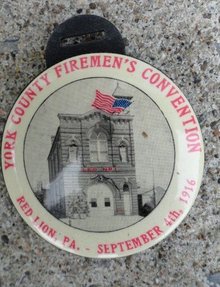 YORK COUNTY FIREMEN'S CONVENTION
RED LION, PA. - SEPTEMBER 4th, 1916